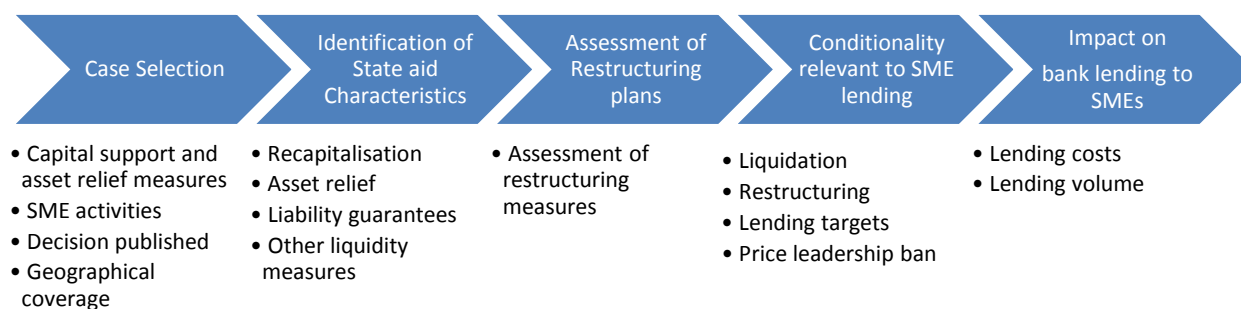 Case Selection
Identification of
State aid
Characteristics
Assessment of
Restructuring
plans
Conditionality
relevant to SME
lending
Impact on
bank lending to
SMEs
• Capital support and
asset relief measures
• SME activities
• Decision published
• Geographical
coverage
• Recapitalisation
• Asset relief
• Liability guarantees
• Other liquidity
measures
• Assessment of
restructuring
measures
• Liquidation
• Restructuring
• Lending targets
• Price leadership ban
• Lending costs
• Lending volume